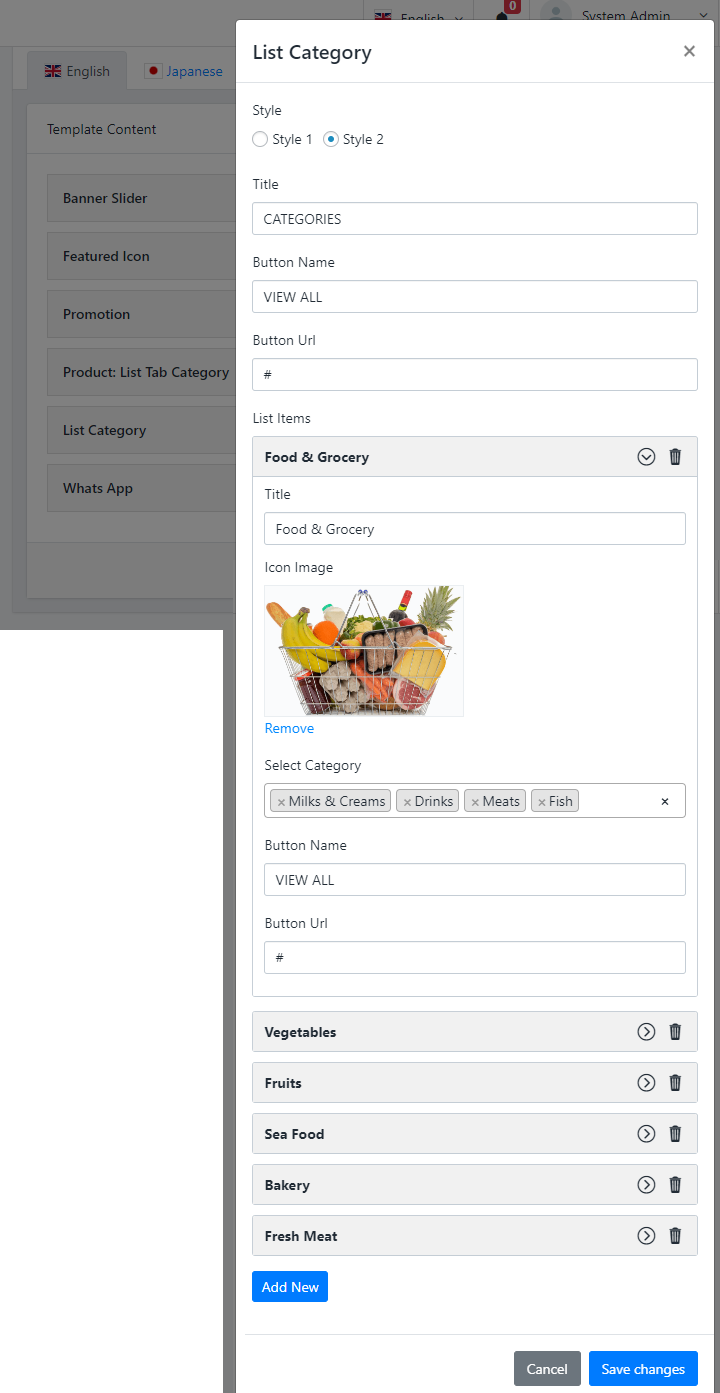 English
0
System Admin
List Category
×
English
Japanese
Template Content
Banner Slider
Featured Icon
Promotion
Product: List Tab Category
List Category
Whats App
Style
Style 1
Style 2
Title
CATEGORIES
Button Name
VIEW ALL
Button Url
#
List Items
Food & Grocery
Title
Food & Grocery
Icon Image
Remove
Select Category
× Milks & Creams × Drinks × Meats × Fish ×
Button Name
VIEW ALL
Button Url
#
Vegetables
Fruits
Sea Food
Bakery
Fresh Meat
Add New
Cancel
Save changes